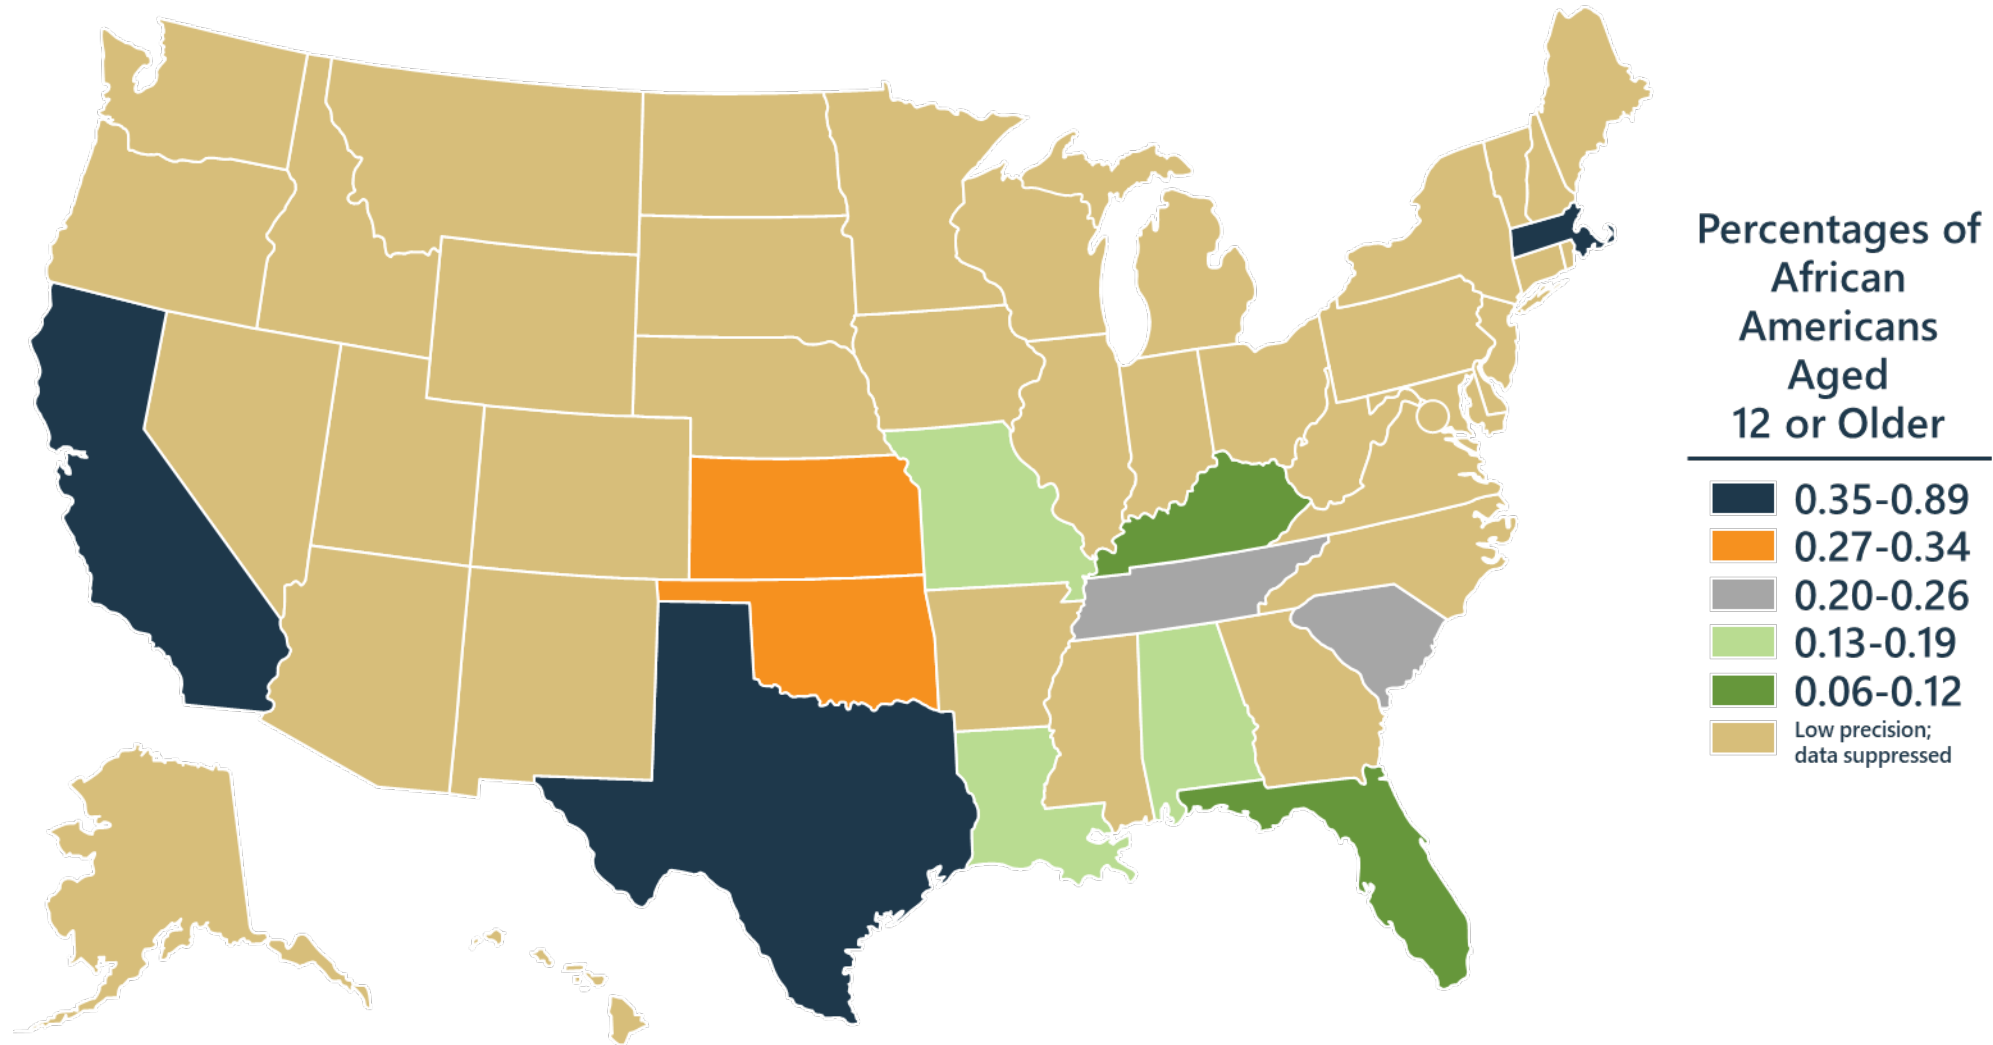 Percentages of
African
Americans
Aged
12 or Older
0.35-0.89
0.27-0.34
0.20-0.26
0.13-0.19
0.06-0.12
Low precision;
data suppressed